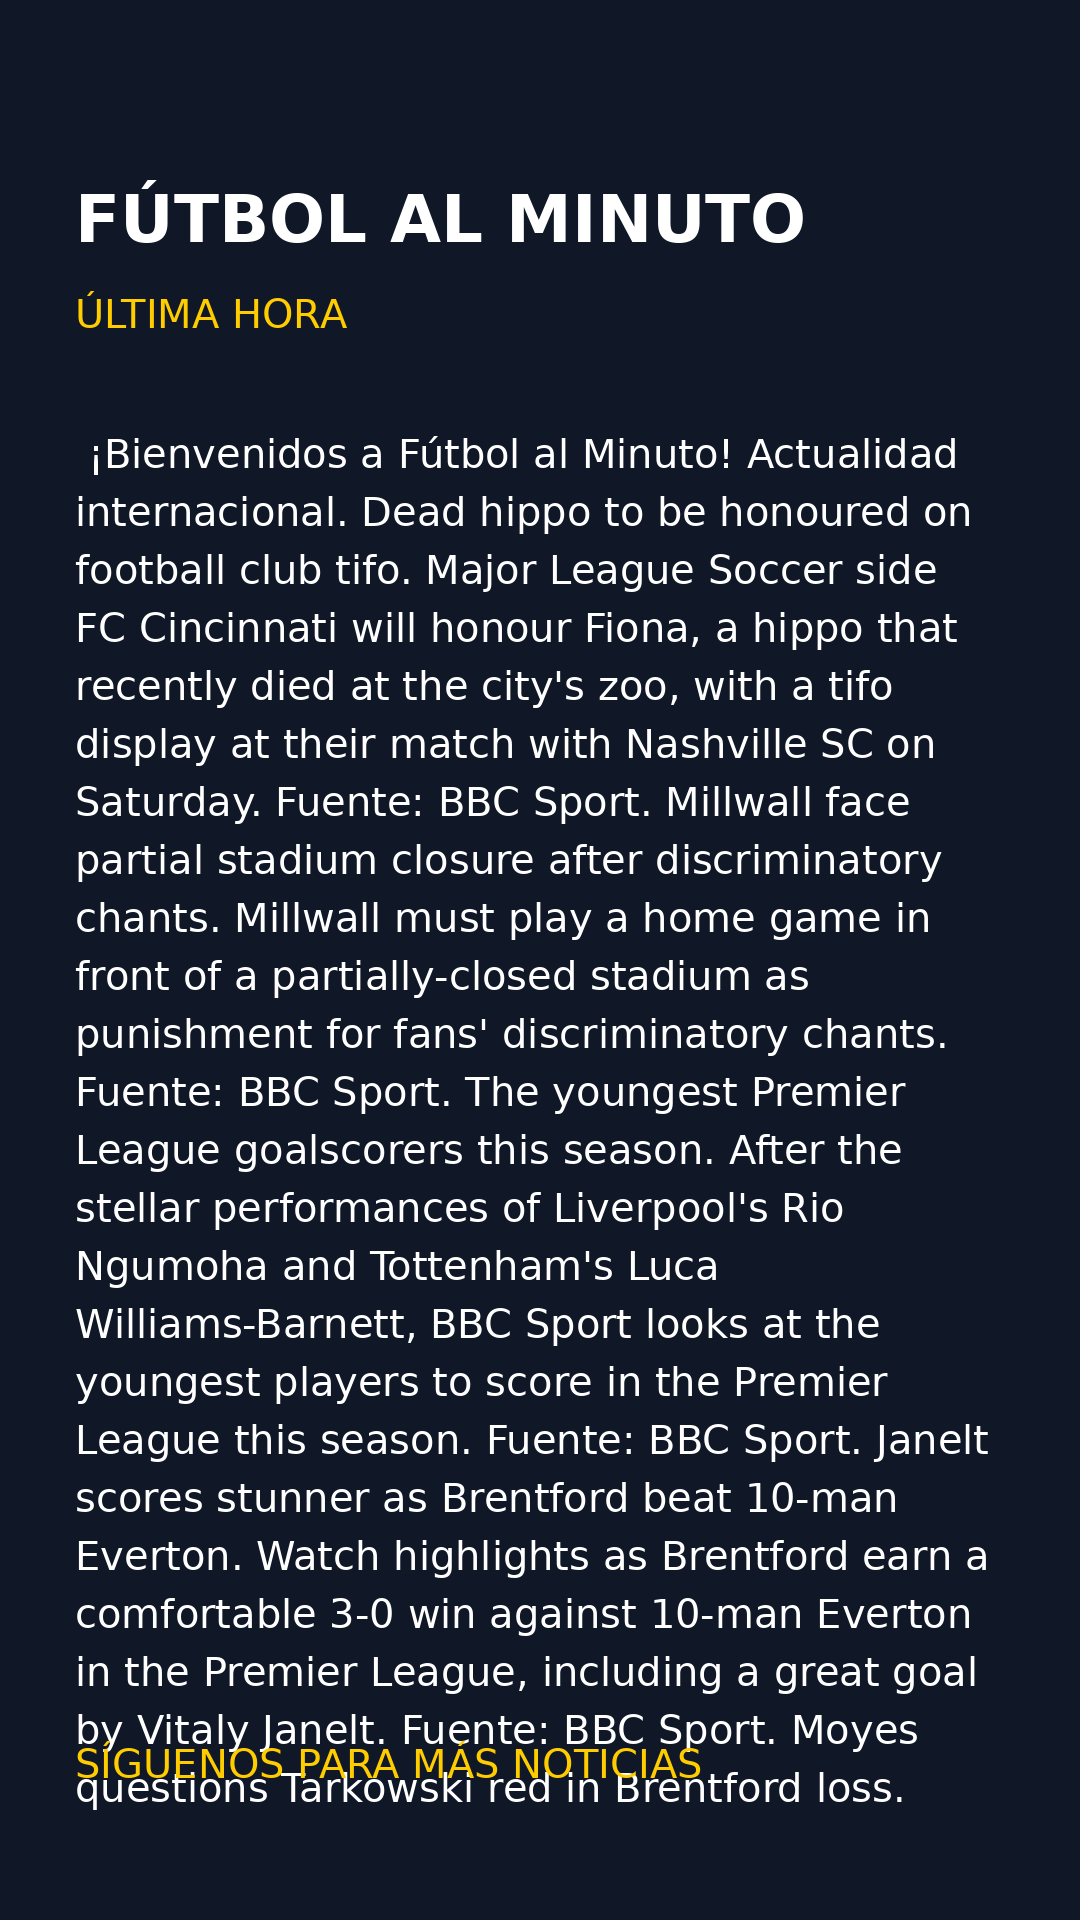 FÚTBOL AL MINUTO
ÚLTIMA HORA
¡Bienvenidos a Fútbol al Minuto! Actualidad
internacional. Dead hippo to be honoured on
football club tifo. Major League Soccer side
FC Cincinnati will honour Fiona, a hippo that
recently died at the city's zoo, with a tifo
display at their match with Nashville SC on
Saturday. Fuente: BBC Sport. Millwall face
partial stadium closure after discriminatory
chants. Millwall must play a home game in
front of a partially-closed stadium as
punishment for fans' discriminatory chants.
Fuente: BBC Sport. The youngest Premier
League goalscorers this season. After the
stellar performances of Liverpool's Rio
Ngumoha and Tottenham's Luca
Williams-Barnett, BBC Sport looks at the
youngest players to score in the Premier
League this season. Fuente: BBC Sport. Janelt
scores stunner as Brentford beat 10-man
Everton. Watch highlights as Brentford earn a
comfortable 3-0 win against 10-man Everton
in the Premier League, including a great goal
by Vitaly Janelt. Fuente: BBC Sport. Moyes
SÍGUENOS PARA MÁS NOTICIAS
questions Tarkowski red in Brentford loss.